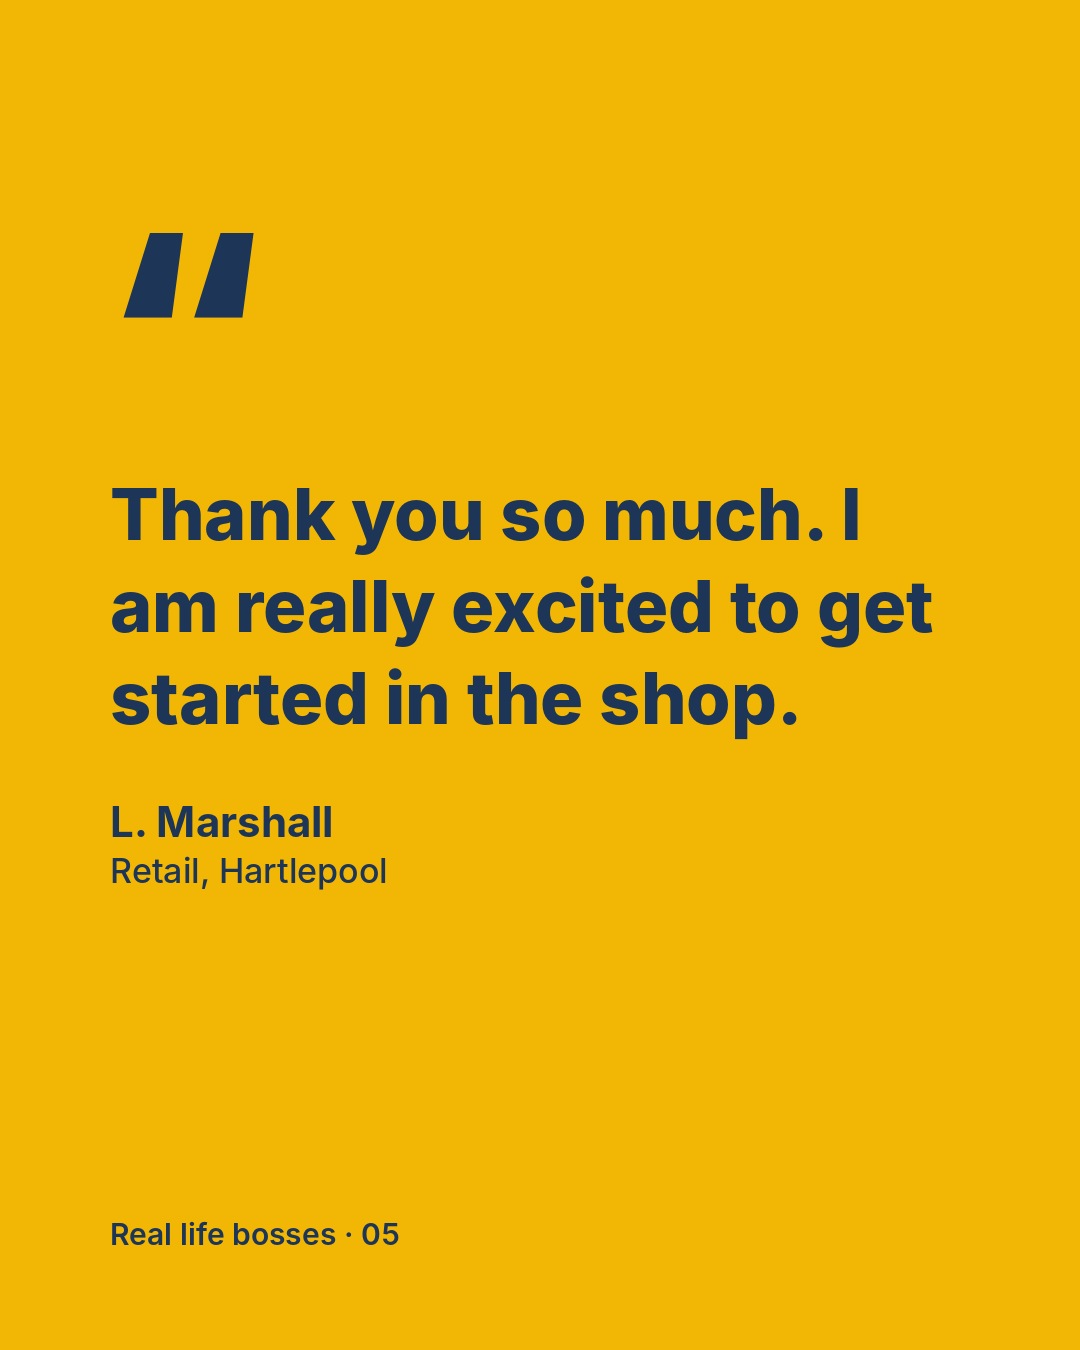 “
Thank you so much. I
am really excited to get
started in the shop.
L. Marshall
Retail, Hartlepool
Real life bosses · 05